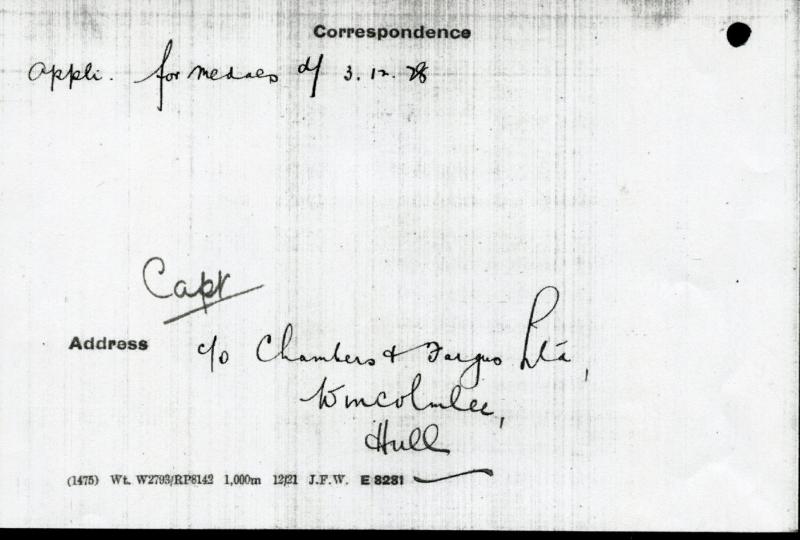 Correspondence
Appli. for medals d/ 3.12.28
Capt
Address c/o Chambers & Fargus Ltd,
Wincolmlee,
Hull
(1475) Wt. W2793/RP8142 1,000m 12/21 J.F.W. E 8281